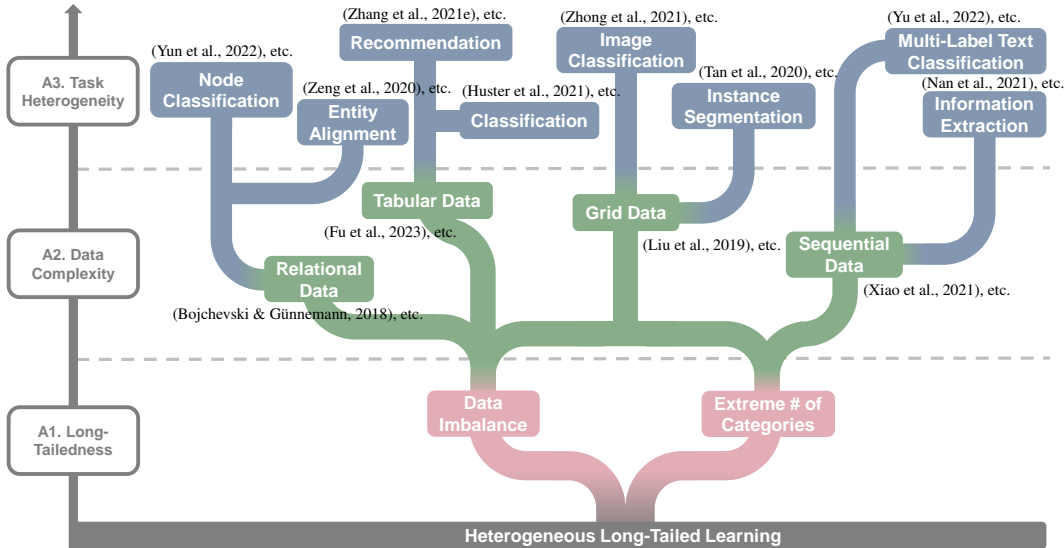 (Zhang et al., 2021e), etc.
(Zhong et al., 2021), etc.
(Yu et al., 2022), etc.
(Yun et al., 2022), etc.
Recommendation
Image
Classification
Multi-Label Text
Classification
A3. Task
Heterogeneity
Node
Classification
(Zeng et al., 2020), etc.
(Huster et al., 2021), etc.
(Tan et al., 2020), etc.
(Nan et al., 2021), etc.
Entity
Alignment
Classification
Instance
Segmentation
Information
Extraction
Tabular Data
Grid Data
(Fu et al., 2023), etc.
(Liu et al., 2019), etc.
A2. Data
Complexity
Relational
Data
Sequential
Data
(Bojchevski & Günnemann, 2018), etc.
(Xiao et al., 2021), etc.
A1. Long-
Tailedness
Data
Imbalance
Extreme # of
Categories
Heterogeneous Long-Tailed Learning